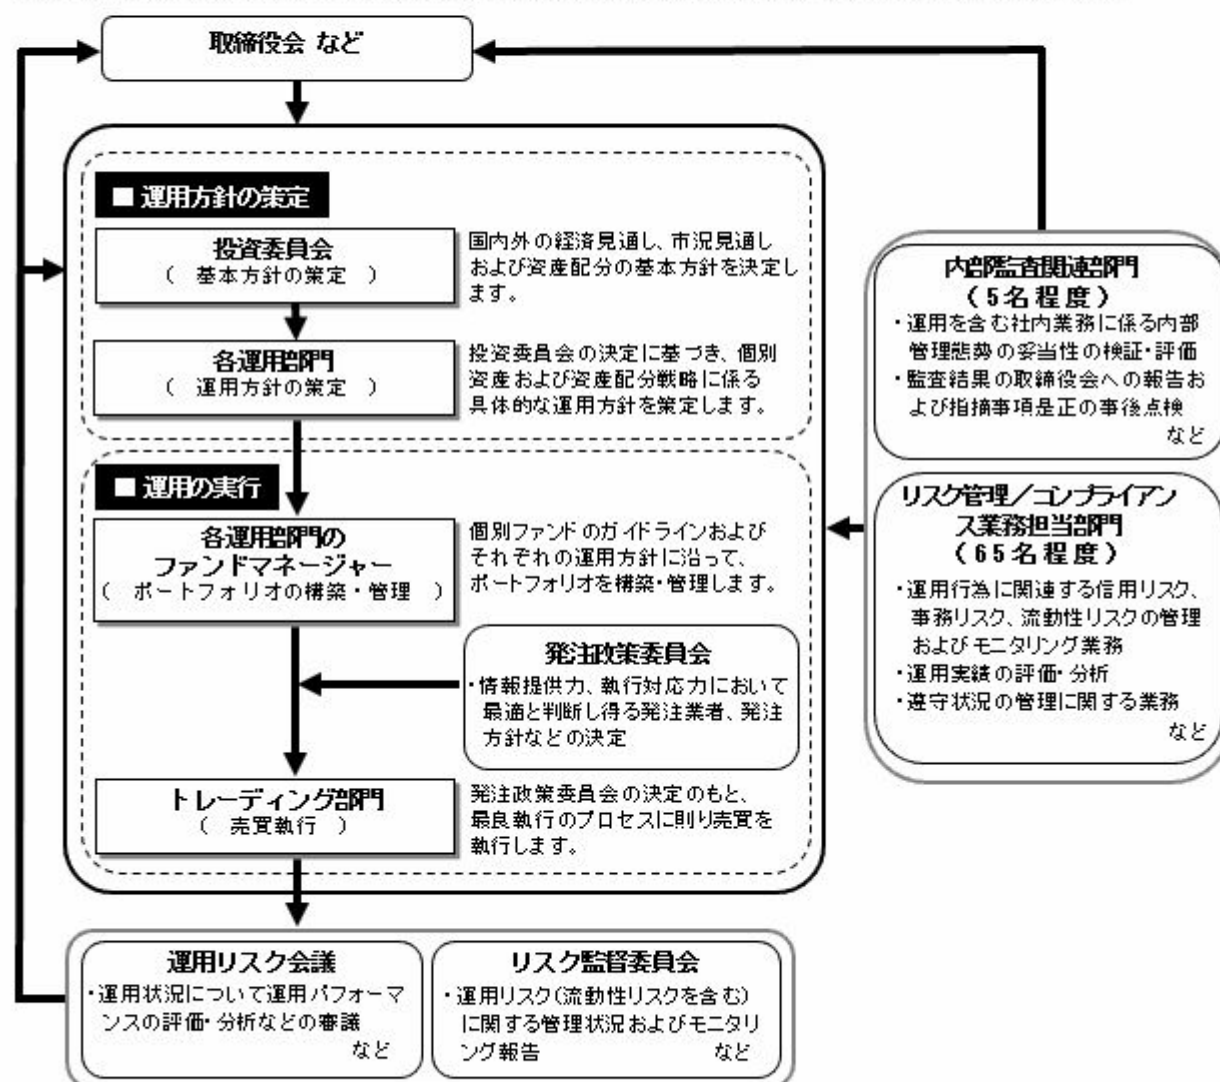 取締役会 など
■ 運用方針の策定
投資委員会
（ 基本方針の策定 ）
国内外の経済見通し、市況見通し
および資産配分の基本方針を決定し
ます。
各運用部門
（ 運用方針の策定 ）
投資委員会の決定に基づき、個別
資産および資産配分戦略に係る
具体的な運用方針を策定します。
■ 運用の実行
各運用部門の
ファンドマネージャー
（ ポートフォリオの構築・管理 ）
個別ファンドのガイドラインおよび
それぞれの運用方針に沿って、
ポートフォリオを構築・管理します。
発注政策委員会
・情報提供力、執行対応力において
最適と判断し得る発注業者、発注
方針などの決定
トレーディング部門
（ 売買執行 ）
発注政策委員会の決定のもと、
最良執行のプロセスに則り売買を
執行します。
内部監査関連部門
（5名程度）
・運用を含む社内業務に係る内部
管理態勢の妥当性の検証・評価
・監査結果の取締役会への報告お
よび指摘事項是正の事後点検
など
リスク管理／コンプライアン
ス業務担当部門
（65名程度）
・運用行為に関連する信用リスク、
事務リスク、流動性リスクの管理
およびモニタリング業務
・運用実績の評価・分析
・遵守状況の管理に関する業務
など
運用リスク会議
・運用状況について運用パフォーマ
ンスの評価・分析などの審議
など
リスク監督委員会
・運用リスク（流動性リスクを含む）
に関する管理状況およびモニタリ
ング報告 など